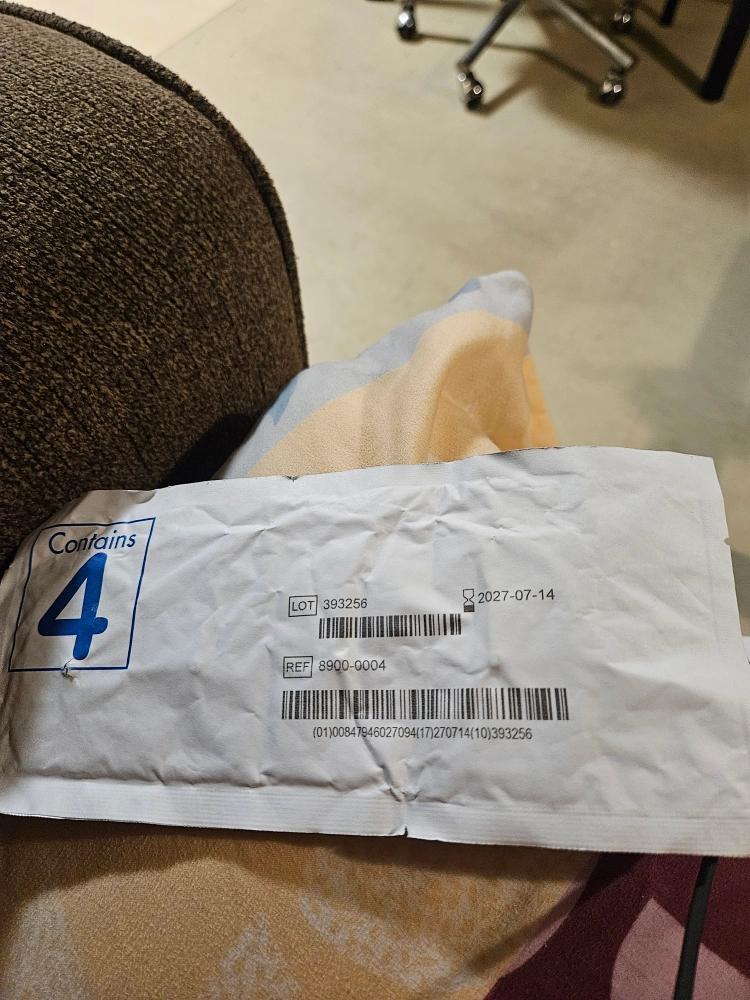 Contains
4
LOT 393256
2027-07-14
REF 8900-0004
(01)00847946027094(17)270714(10)393256